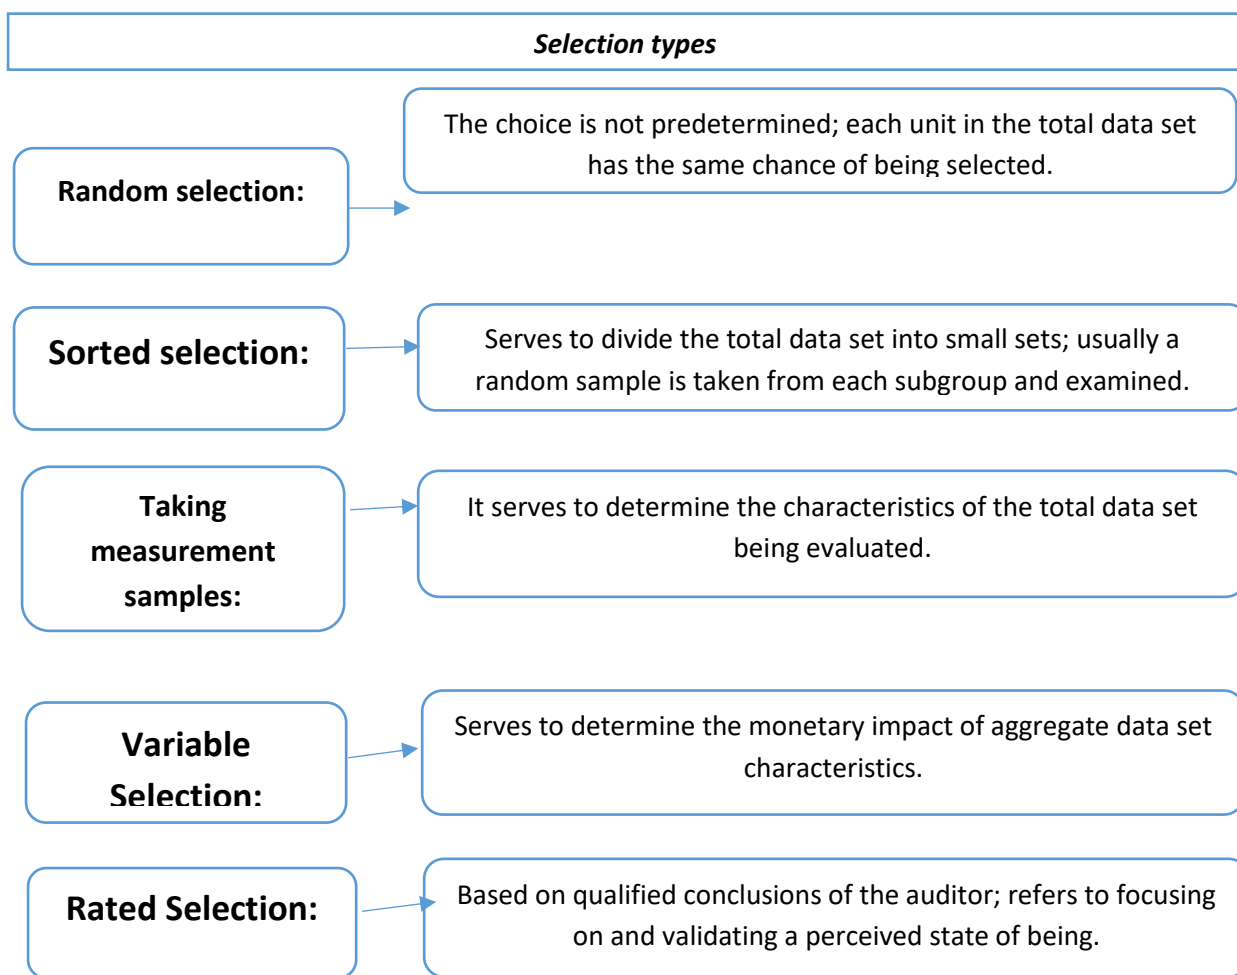 Selection types
Random selection:
The choice is not predetermined; each unit in the total data set
has the same chance of being selected.
Sorted selection:
Serves to divide the total data set into small sets; usually a
random sample is taken from each subgroup and examined.
Taking
measurement
samples:
It serves to determine the characteristics of the total data set
being evaluated.
Variable
Selection:
Serves to determine the monetary impact of aggregate data set
characteristics.
Rated Selection:
Based on qualified conclusions of the auditor; refers to focusing
on and validating a perceived state of being.